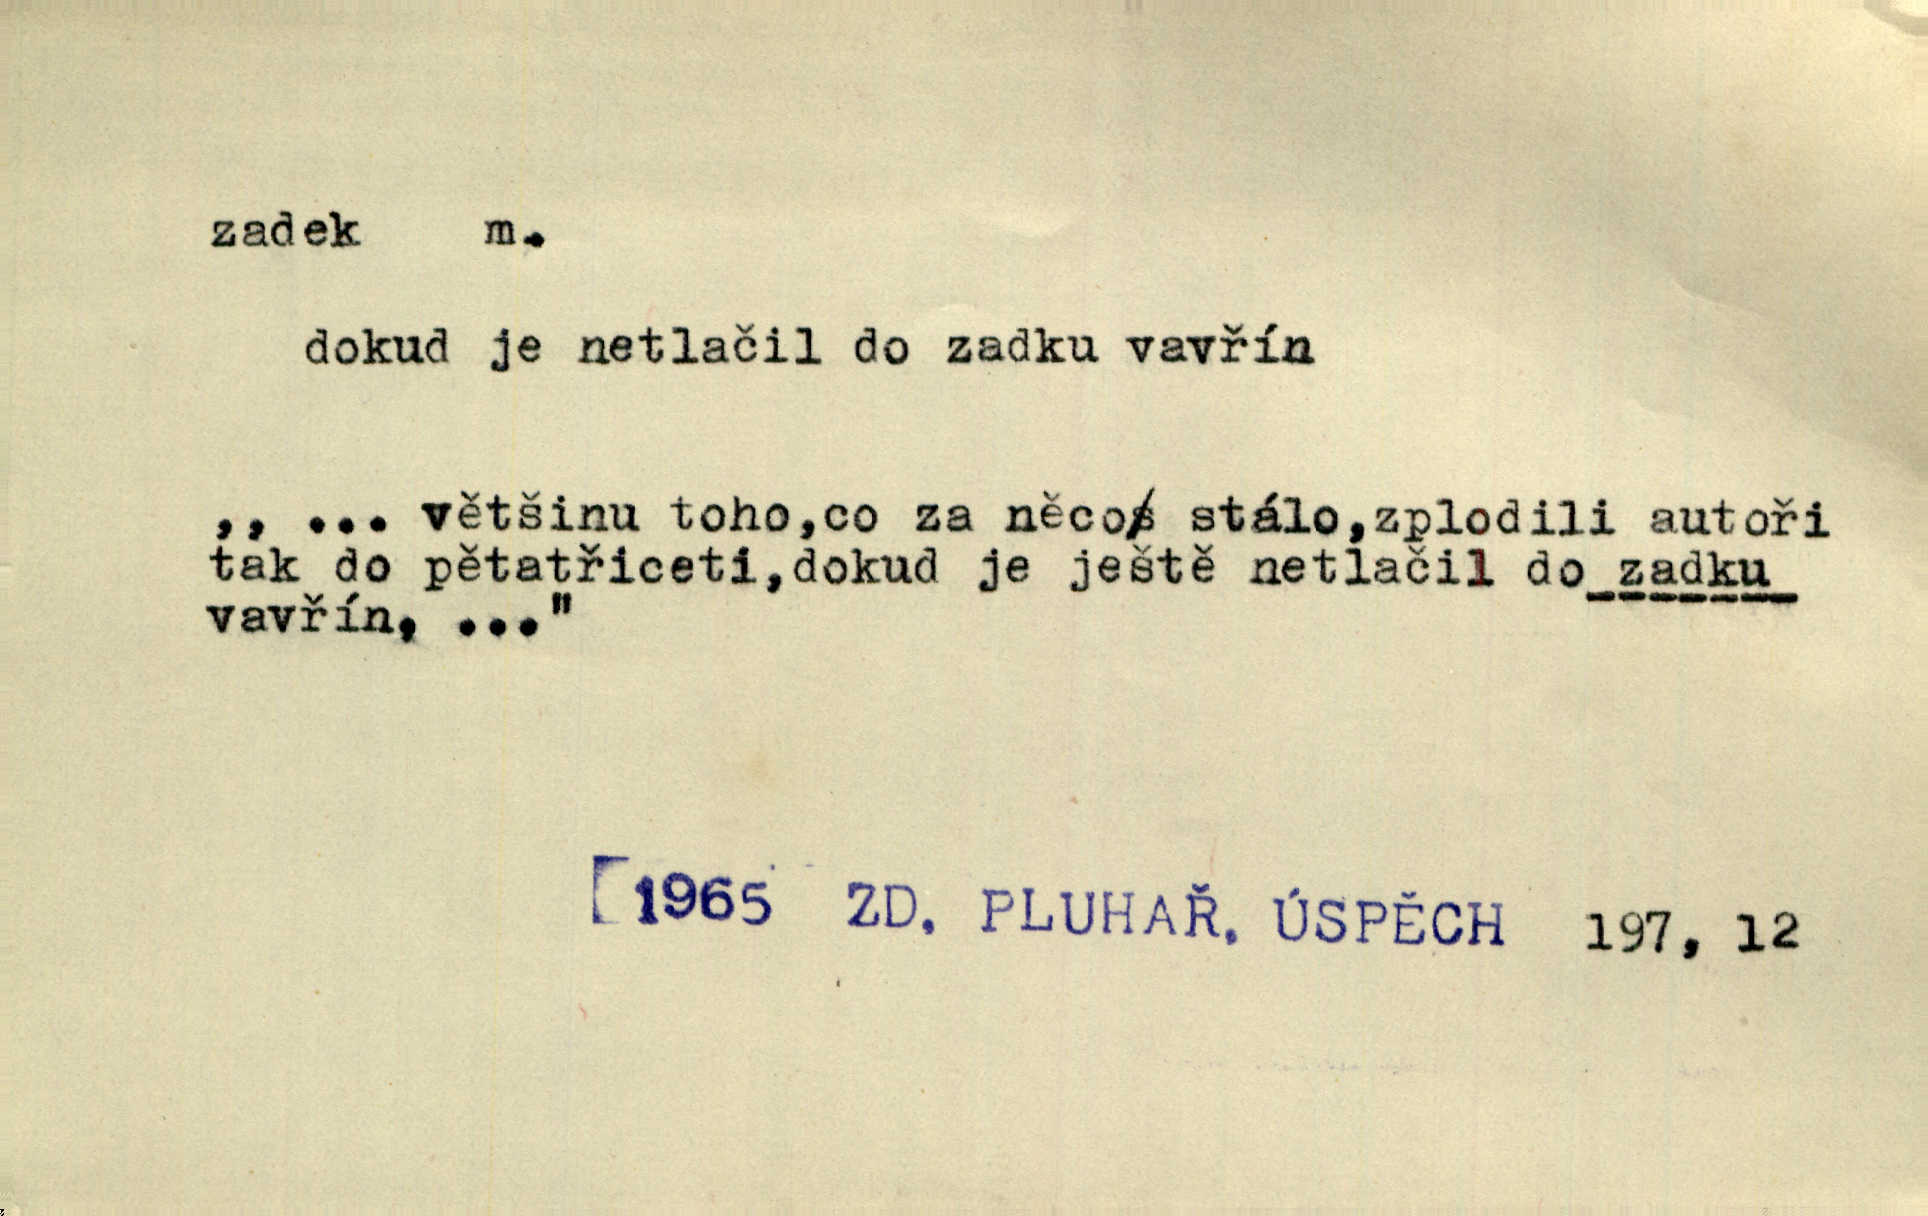 zadek m.
dokud je netlačil do zadku vavřín
,, ... většinu toho,co za něco stálo,zplodili autoři
tak do pětatřiceti,dokud je ještě netlačil do zadku
vavřín, ..."
[1965 ZD. PLUHAŘ. ÚSPĚCH 197, 12